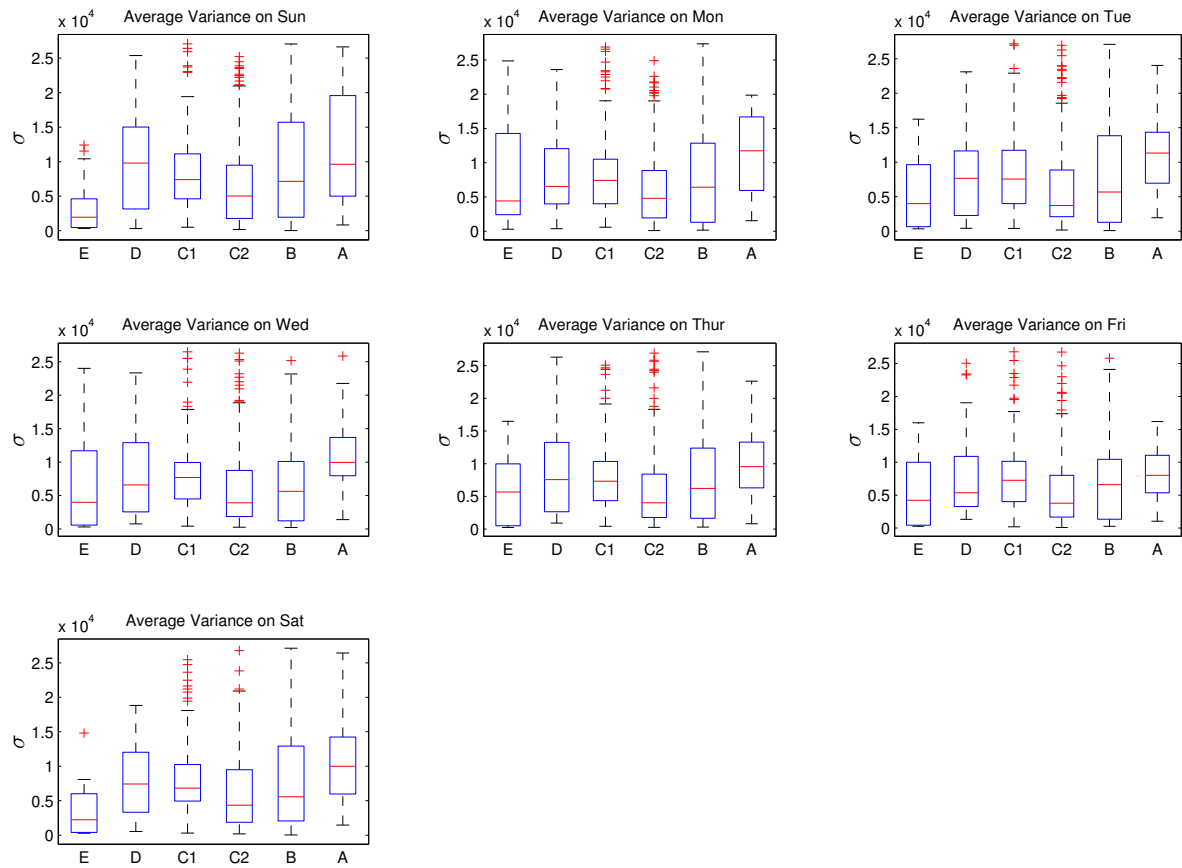 x 10^4 Average Variance on Sun
2.5
2
1.5
1
0.5
0
σ
E D C1 C2 B A
x 10^4 Average Variance on Mon
2.5
2
1.5
1
0.5
0
σ
E D C1 C2 B A
x 10^4 Average Variance on Tue
2.5
2
1.5
1
0.5
0
σ
E D C1 C2 B A
x 10^4 Average Variance on Wed
2.5
2
1.5
1
0.5
0
σ
E D C1 C2 B A
x 10^4 Average Variance on Thur
2.5
2
1.5
1
0.5
0
σ
E D C1 C2 B A
x 10^4 Average Variance on Fri
2.5
2
1.5
1
0.5
0
σ
E D C1 C2 B A
x 10^4 Average Variance on Sat
2.5
2
1.5
1
0.5
0
σ
E D C1 C2 B A